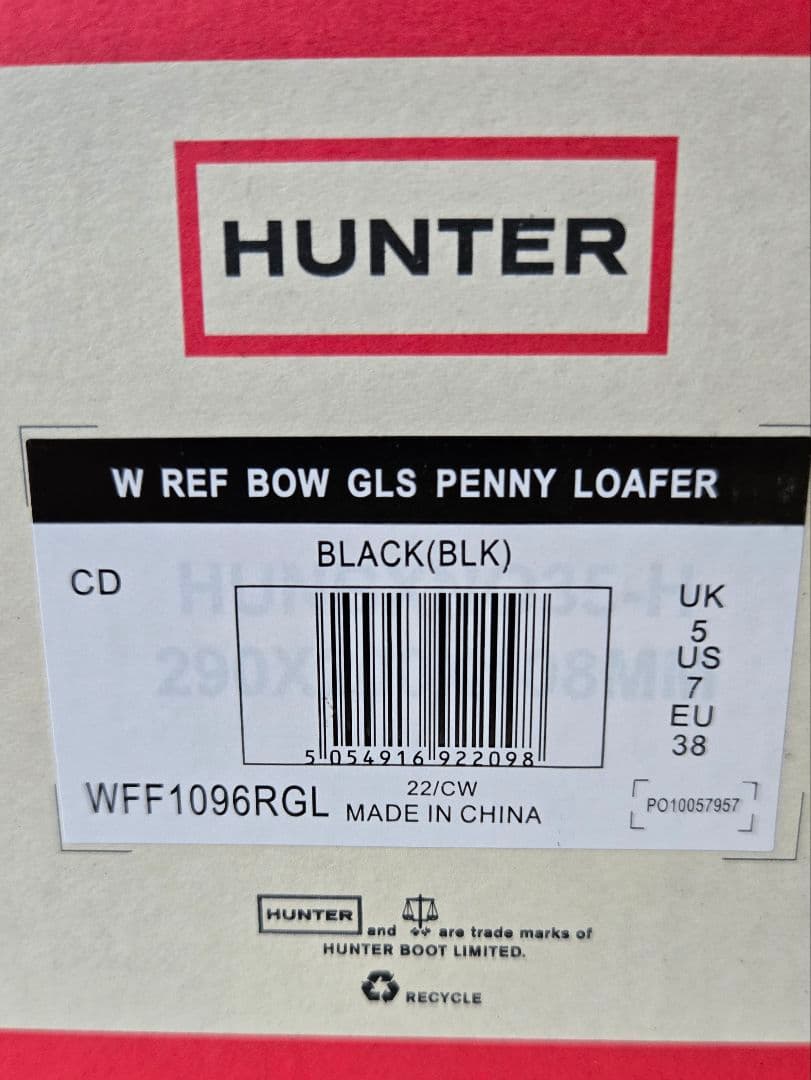 HUNTER
W REF BOW GLS PENNY LOAFER
BLACK(BLK)
CD
UK
5
US
7
EU
38
5 054916 922098
22/CW
WFF1096RGL
MADE IN CHINA
PO10057957
HUNTER
and are trade marks of
HUNTER BOOT LIMITED.
RECYCLE